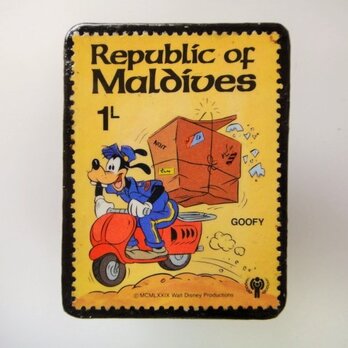 Republic of
Maldives
1L
GOOFY
© MCMLXXIX Walt Disney Productions